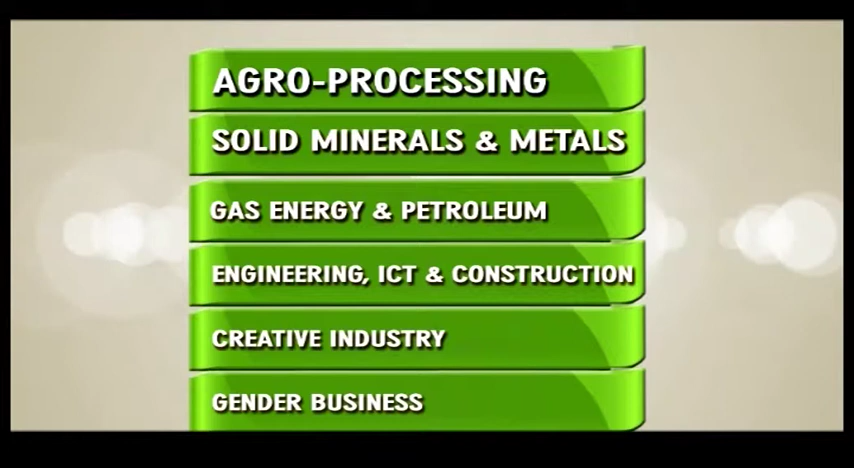 AGRO-PROCESSING
SOLID MINERALS & METALS
GAS ENERGY & PETROLEUM
ENGINEERING, ICT & CONSTRUCTION
CREATIVE INDUSTRY
GENDER BUSINESS